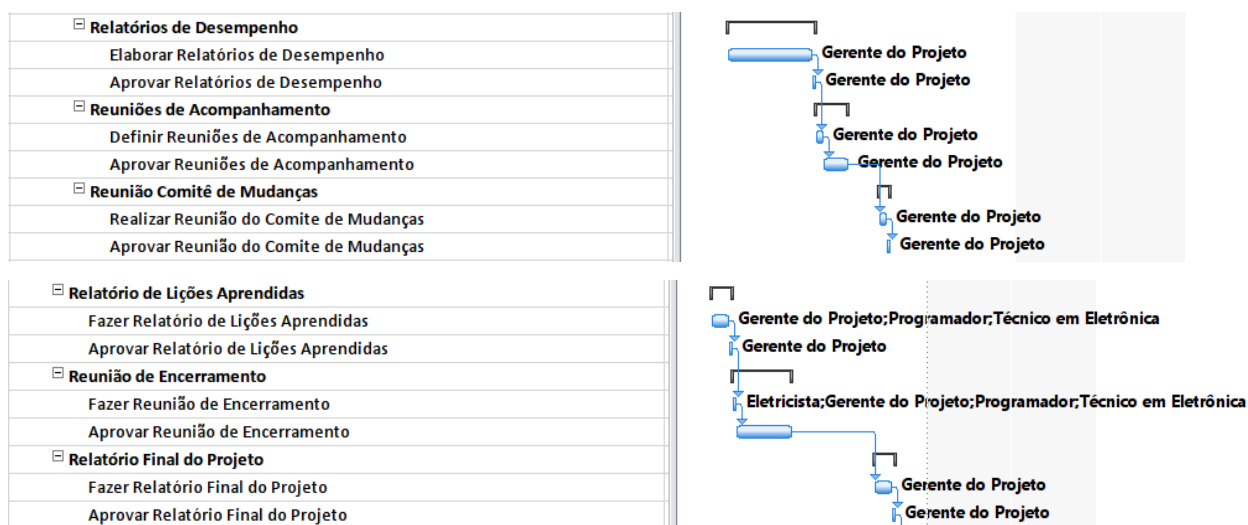 Relatórios de Desempenho
Elaborar Relatórios de Desempenho Gerente do Projeto
Aprovar Relatórios de Desempenho Gerente do Projeto
Reuniões de Acompanhamento
Definir Reuniões de Acompanhamento Gerente do Projeto
Aprovar Reuniões de Acompanhamento Gerente do Projeto
Reunião Comitê de Mudanças
Realizar Reunião do Comite de Mudanças Gerente do Projeto
Aprovar Reunião do Comite de Mudanças Gerente do Projeto
Relatório de Lições Aprendidas
Fazer Relatório de Lições Aprendidas Gerente do Projeto;Programador;Técnico em Eletrônica
Aprovar Relatório de Lições Aprendidas Gerente do Projeto
Reunião de Encerramento
Fazer Reunião de Encerramento Eletricista;Gerente do Projeto;Programador;Técnico em Eletrônica
Aprovar Reunião de Encerramento
Relatório Final do Projeto
Fazer Relatório Final do Projeto Gerente do Projeto
Aprovar Relatório Final do Projeto Gerente do Projeto